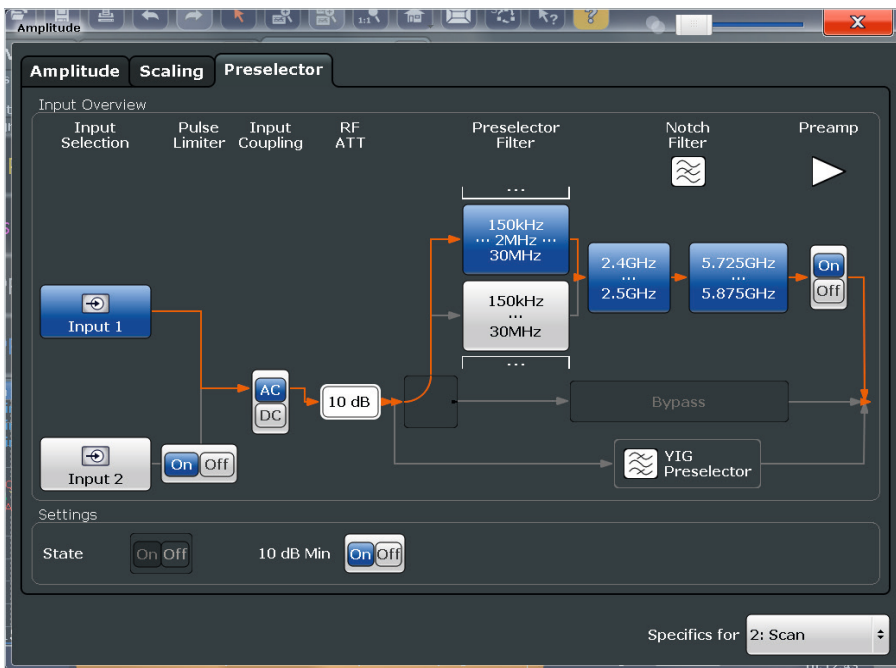 1:1
Amplitude
X
Amplitude Scaling Preselector
Input Overview
Input Selection
Pulse Limiter
Input Coupling
RF ATT
Preselector Filter
Notch Filter
Preamp
...
150kHz
... 2MHz ...
30MHz
150kHz
...
30MHz
...
2.4GHz
...
2.5GHz
5.725GHz
...
5.875GHz
On
Off
Input 1
AC
DC
10 dB
Bypass
Input 2
On Off
YIG
Preselector
Settings
State On Off 10 dB Min On Off
Specifics for 2: Scan